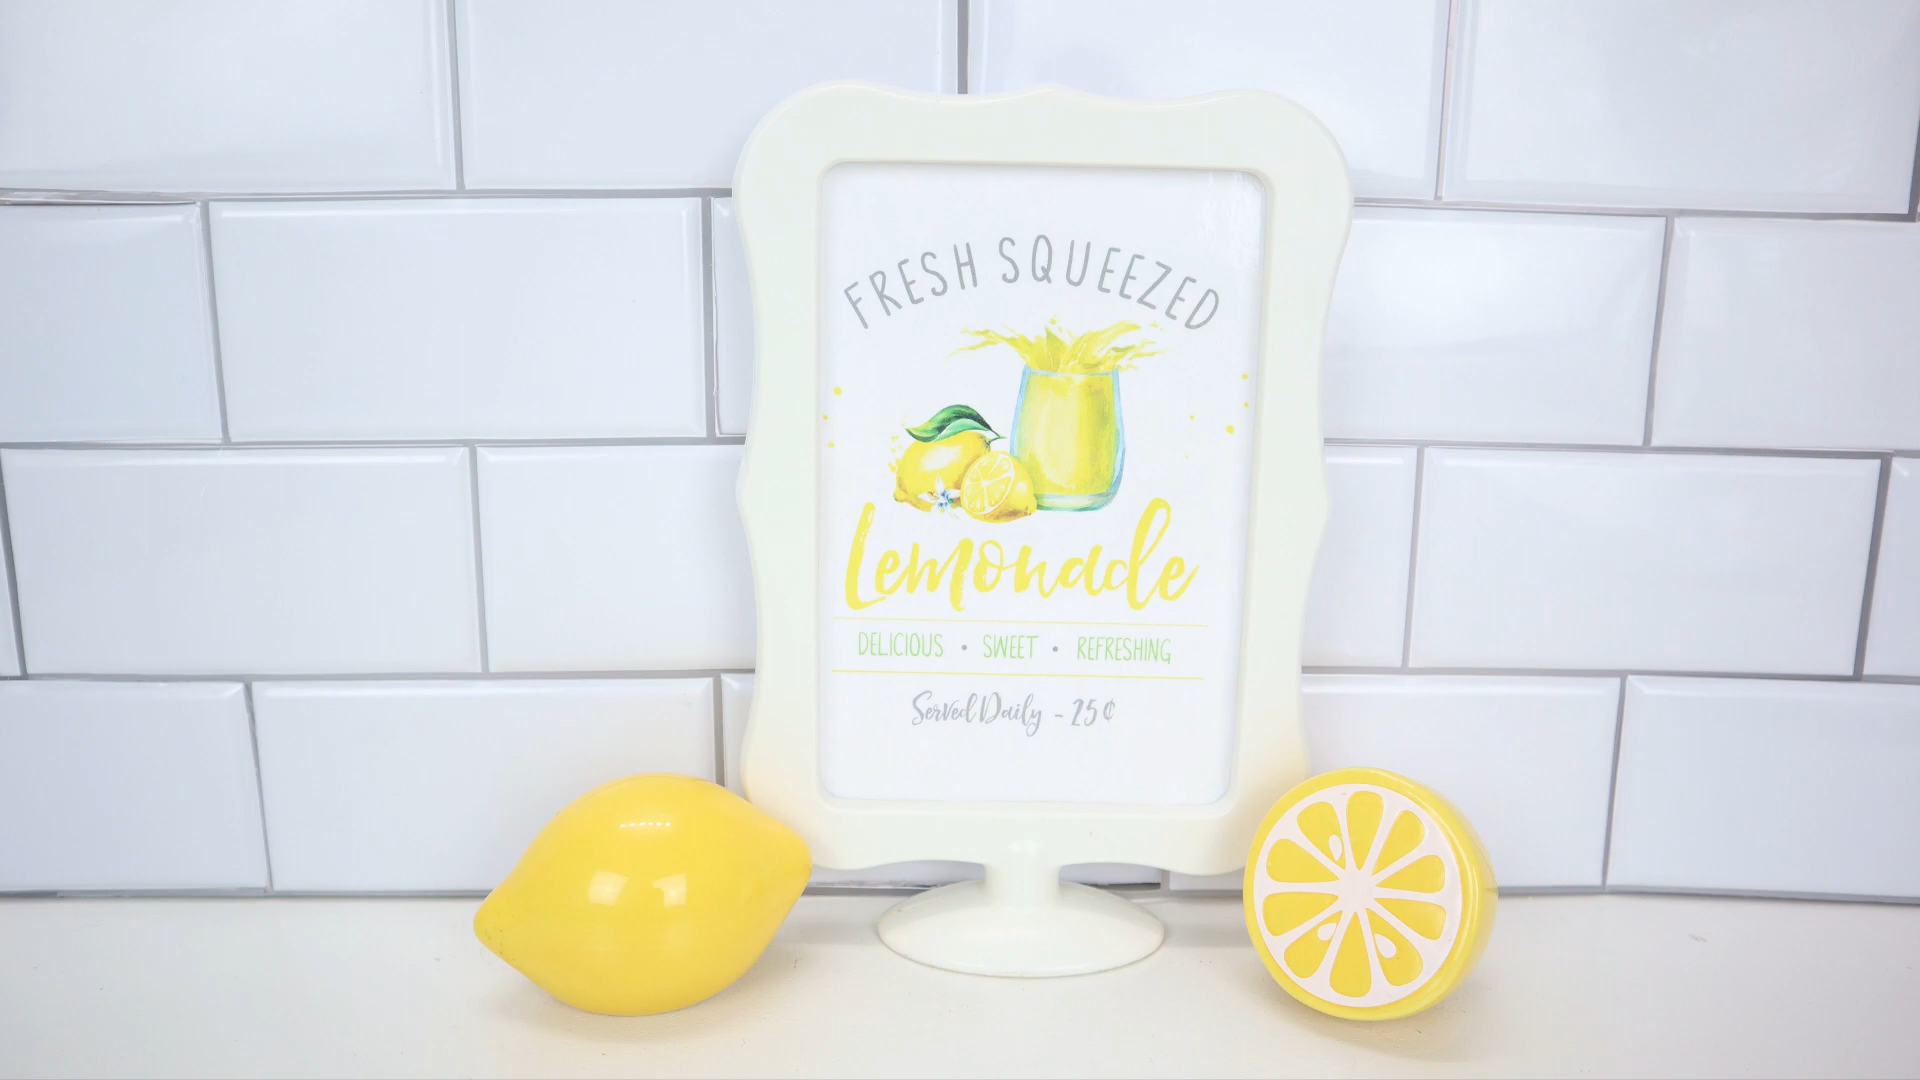 FRESH SQUEEZED
Lemonade
DELICIOUS • SWEET • REFRESHING
Served Daily - 25¢